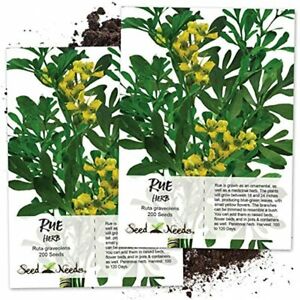 RUE
HERB
Ruta graveolens
200 Seeds
Seed Needs
RUE
HERB
Ruta graveolens
200 Seeds
Seed Needs
Rue is grown as an ornamental, as
well as a medicinal herb. The plants
will grow between 18 and 24 inches
tall, producing blue-green leaves, with
small yellow flowers. The branches
can be trimmed to resemble a bush.
You can add them to raised beds,
flower beds, and in pots & containers
as well. Perennial herb. Harvest: 100
to 120 Days